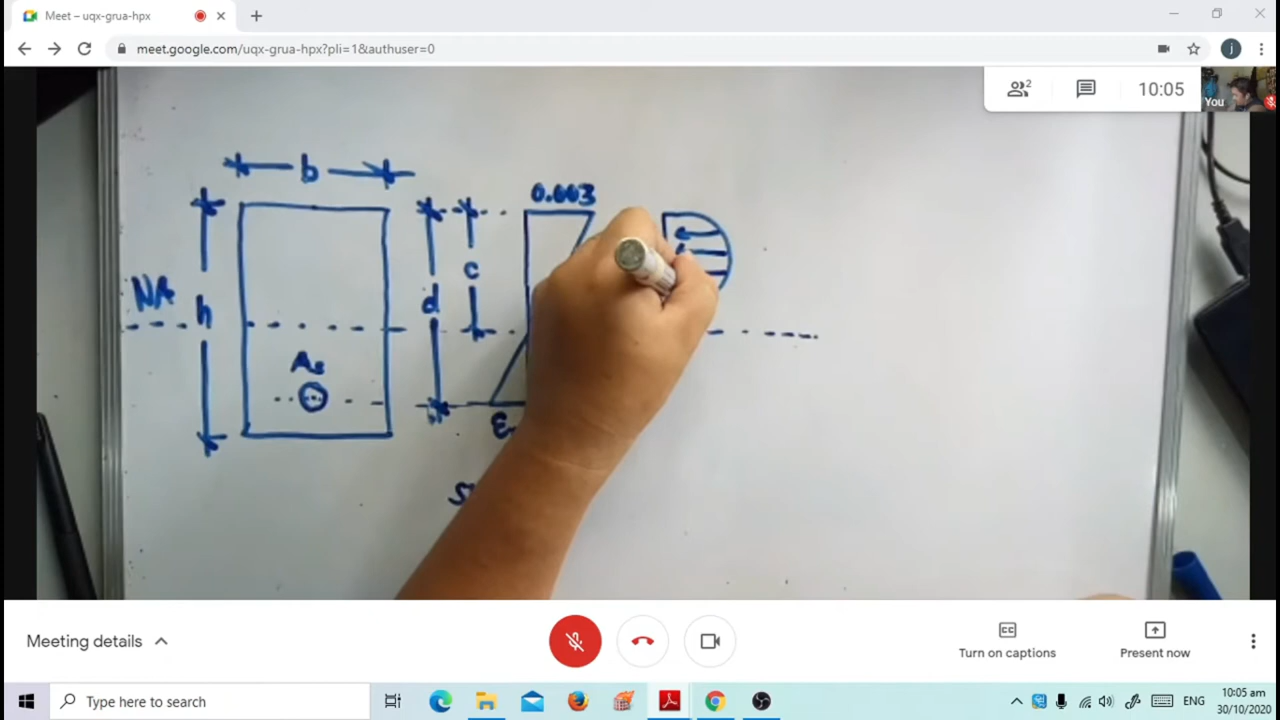 Meet – uqx-grua-hpx
meet.google.com/uqx-grua-hpx?pli=1&authuser=0
j
2
10:05
You
b
0.003
c
NA
h
d
As
ε
Meeting details
CC
Turn on captions
Present now
Type here to search
ENG
10:05 am
30/10/2020